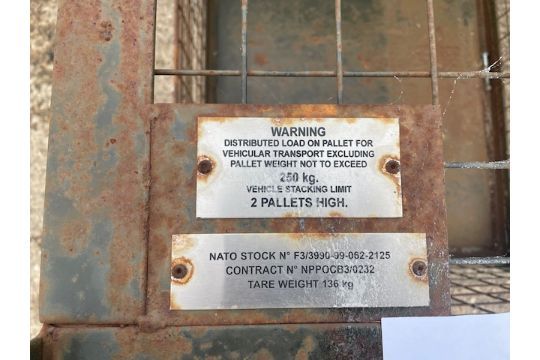 WARNING
DISTRIBUTED LOAD ON PALLET FOR
VEHICULAR TRANSPORT EXCLUDING
PALLET WEIGHT NOT TO EXCEED
250 kg.
VEHICLE STACKING LIMIT
2 PALLETS HIGH.
NATO STOCK N° F3/3990-99-062-2125
CONTRACT N° NPPOCB3/0232
TARE WEIGHT 136 kg